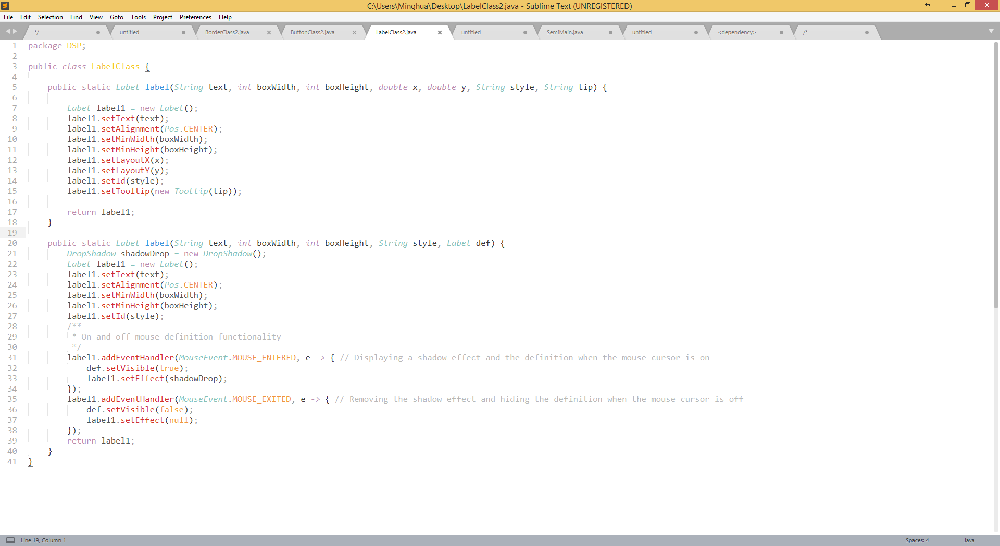 C:\Users\Minghua\Desktop\LabelClass2.java - Sublime Text (UNREGISTERED)
File Edit Selection Find View Goto Tools Project Preferences Help
*/ untitled BorderClass2.java ButtonClass2.java LabelClass2.java untitled SemiMain.java untitled <dependency> /*
1 package DSP;
2
3 public class LabelClass {
4
5     public static Label label(String text, int boxWidth, int boxHeight, double x, double y, String style, String tip) {
6
7         Label label1 = new Label();
8         label1.setText(text);
9         label1.setAlignment(Pos.CENTER);
10         label1.setMinWidth(boxWidth);
11         label1.setMinHeight(boxHeight);
12         label1.setLayoutX(x);
13         label1.setLayoutY(y);
14         label1.setId(style);
15         label1.setTooltip(new Tooltip(tip));
16
17         return label1;
18     }
19
20     public static Label label(String text, int boxWidth, int boxHeight, String style, Label def) {
21         DropShadow shadowDrop = new DropShadow();
22         Label label1 = new Label();
23         label1.setText(text);
24         label1.setAlignment(Pos.CENTER);
25         label1.setMinWidth(boxWidth);
26         label1.setMinHeight(boxHeight);
27         label1.setId(style);
28         /**
29          * On and off mouse definition functionality
30          */
31         label1.addEventHandler(MouseEvent.MOUSE_ENTERED, e -> { // Displaying a shadow effect and the definition when the mouse cursor is on
32             def.setVisible(true);
33             label1.setEffect(shadowDrop);
34         });
35         label1.addEventHandler(MouseEvent.MOUSE_EXITED, e -> { // Removing the shadow effect and hiding the definition when the mouse cursor is off
36             def.setVisible(false);
37             label1.setEffect(null);
38         });
39         return label1;
40     }
41 }
Line 19, Column 1 Spaces: 4 Java